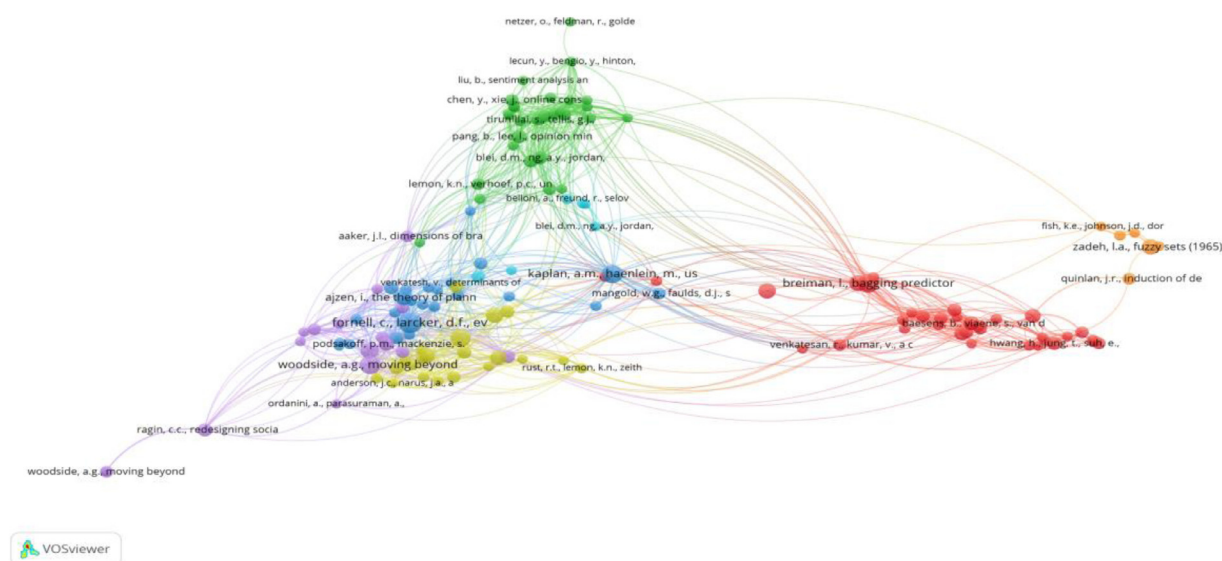 netzer, o., feldman, r., golde
lecun, y., bengio, y., hinton,
liu, b., sentiment analysis an
chen, y., xie, j., online cons
tirunillai, s., tellis, g.j.,
pang, b., lee, l., opinion min
blei, d.m., ng, a.y., jordan,
lemon, k.n., verhoef, p.c., un
belloni, a., freund, r., selov
blei, d.m., ng, a.y., jordan,
aaker, j.l., dimensions of bra
fish, k.e., johnson, j.d., dor
zadeh, l.a., fuzzy sets (1965)
kaplan, a.m., haenlein, m., us
venkatesh, v., determinants of
quinlan, j.r., induction of de
breiman, l., bagging predictor
mangold, w.g., faulds, d.j., s
ajzen, i., the theory of plann
fornell, c., larcker, d.f., ev
baesens, b., viaene, s., van d
podsakoff, p.m., mackenzie, s.
venkatesan, r., kumar, v., a c
hwang, h., jung, t., suh, e.,
woodside, a.g., moving beyond
rust, r.t., lemon, k.n., zeith
anderson, j.c., narus, j.a., a
ordanini, a., parasuraman, a.,
ragin, c.c., redesigning socia
woodside, a.g., moving beyond
VOSviewer